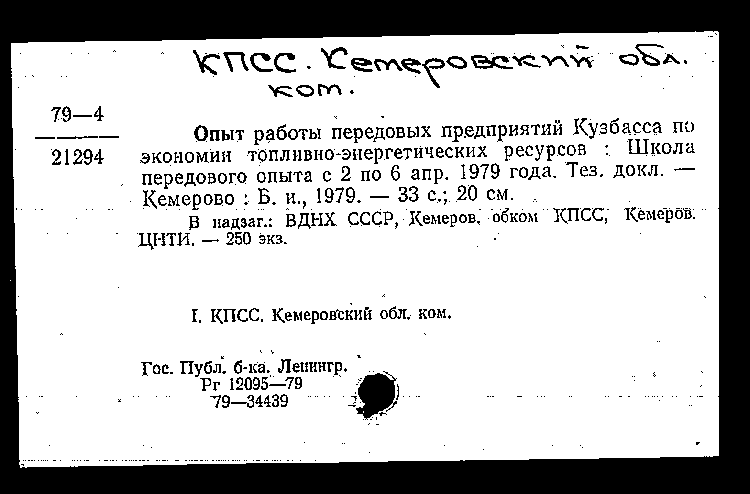 КПСС. Кемеровский обл.
ком.
79—4
21294
Опыт работы передовых предприятий Кузбасса по
экономии топливно-энергетических ресурсов : Школа
передового опыта с 2 по 6 апр. 1979 года. Тез. докл. —
Кемерово : Б. и., 1979. — 33 с.; 20 см.
В надзаг.: ВДНХ СССР, Кемеров. обком КПСС, Кемеров.
ЦНТИ. — 250 экз.
I. КПСС. Кемеровский обл. ком.
Гос. Публ. б-ка. Ленингр.
Рг 12095—79
79—34439